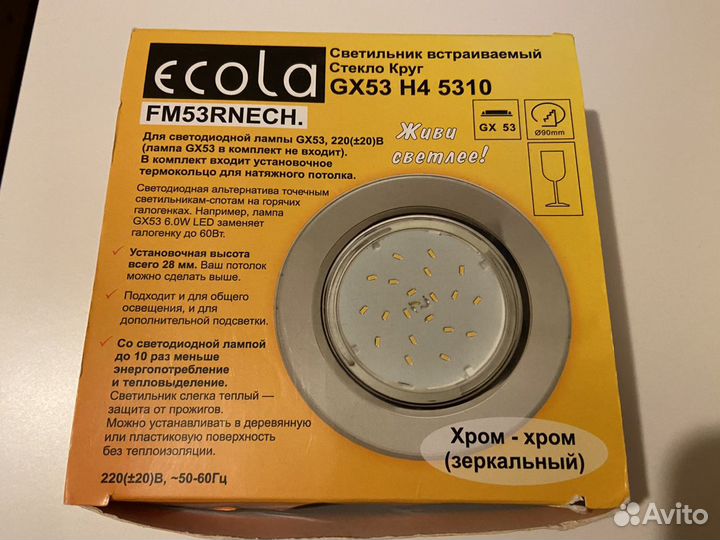 ecola
Светильник встраиваемый
Стекло Круг
GX53 H4 5310
FM53RNECH.
GX 53
Ø90mm
Для светодиодной лампы GX53, 220(±20)В
(лампа GX53 в комплект не входит).
В комплект входит установочное
термокольцо для натяжного потолка.
Живи
светлее!
Светодиодная альтернатива точечным
светильникам-спотам на горячих
галогенках. Например, лампа
GX53 6.0W LED заменяет
галогенку до 60Вт.
Установочная высота
всего 28 мм. Ваш потолок
можно сделать выше.
Подходит и для общего
освещения, и для
дополнительной подсветки.
Со светодиодной лампой
до 10 раз меньше
энергопотребление
и тепловыделение.
Светильник слегка теплый —
защита от прожигов.
Можно устанавливать в деревянную
или пластиковую поверхность
без теплоизоляции.
220(±20)В, ~50-60Гц
Хром - хром
(зеркальный)
Avito